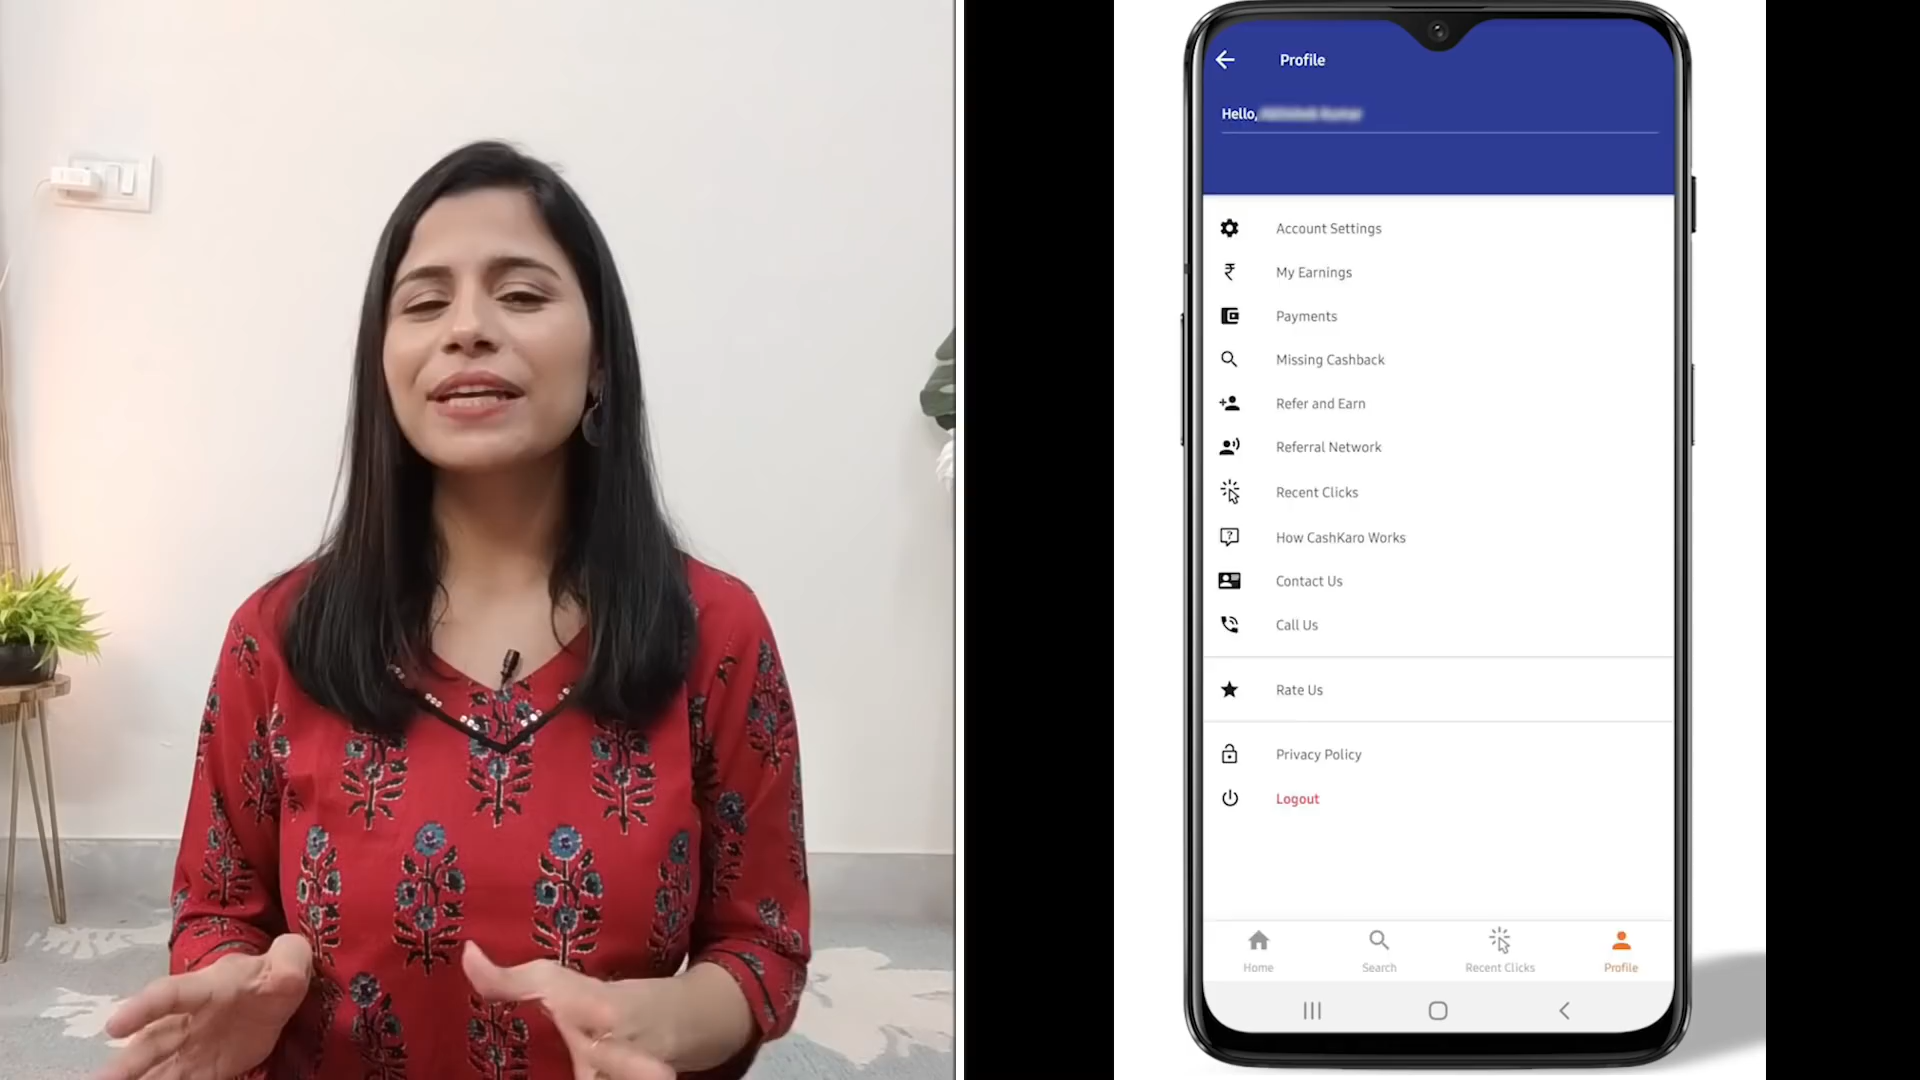 Profile
Hello,
Account Settings
My Earnings
Payments
Missing Cashback
Refer and Earn
Referral Network
Recent Clicks
How CashKaro Works
Contact Us
Call Us
Rate Us
Privacy Policy
Logout
Home
Search
Recent Clicks
Profile